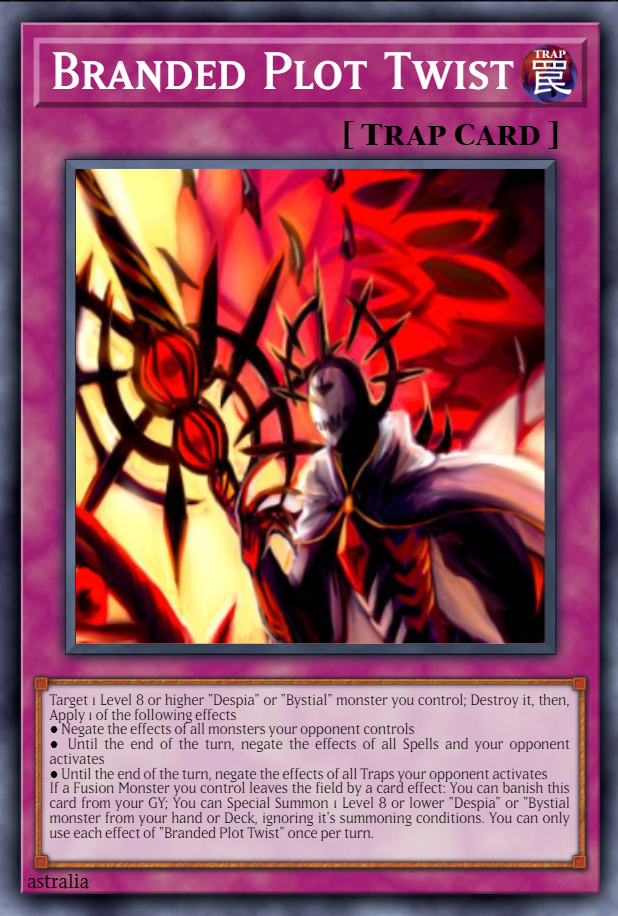 Branded Plot Twist
TRAP
罠
[ Trap Card ]
Target 1 Level 8 or higher "Despia" or "Bystial" monster you control; Destroy it, then,
Apply 1 of the following effects
● Negate the effects of all monsters your opponent controls
● Until the end of the turn, negate the effects of all Spells and your opponent
activates
● Until the end of the turn, negate the effects of all Traps your opponent activates
If a Fusion Monster you control leaves the field by a card effect: You can banish this
card from your GY; You can Special Summon 1 Level 8 or lower "Despia" or "Bystial
monster from your hand or Deck, ignoring it's summoning conditions. You can only
use each effect of "Branded Plot Twist" once per turn.
astralia